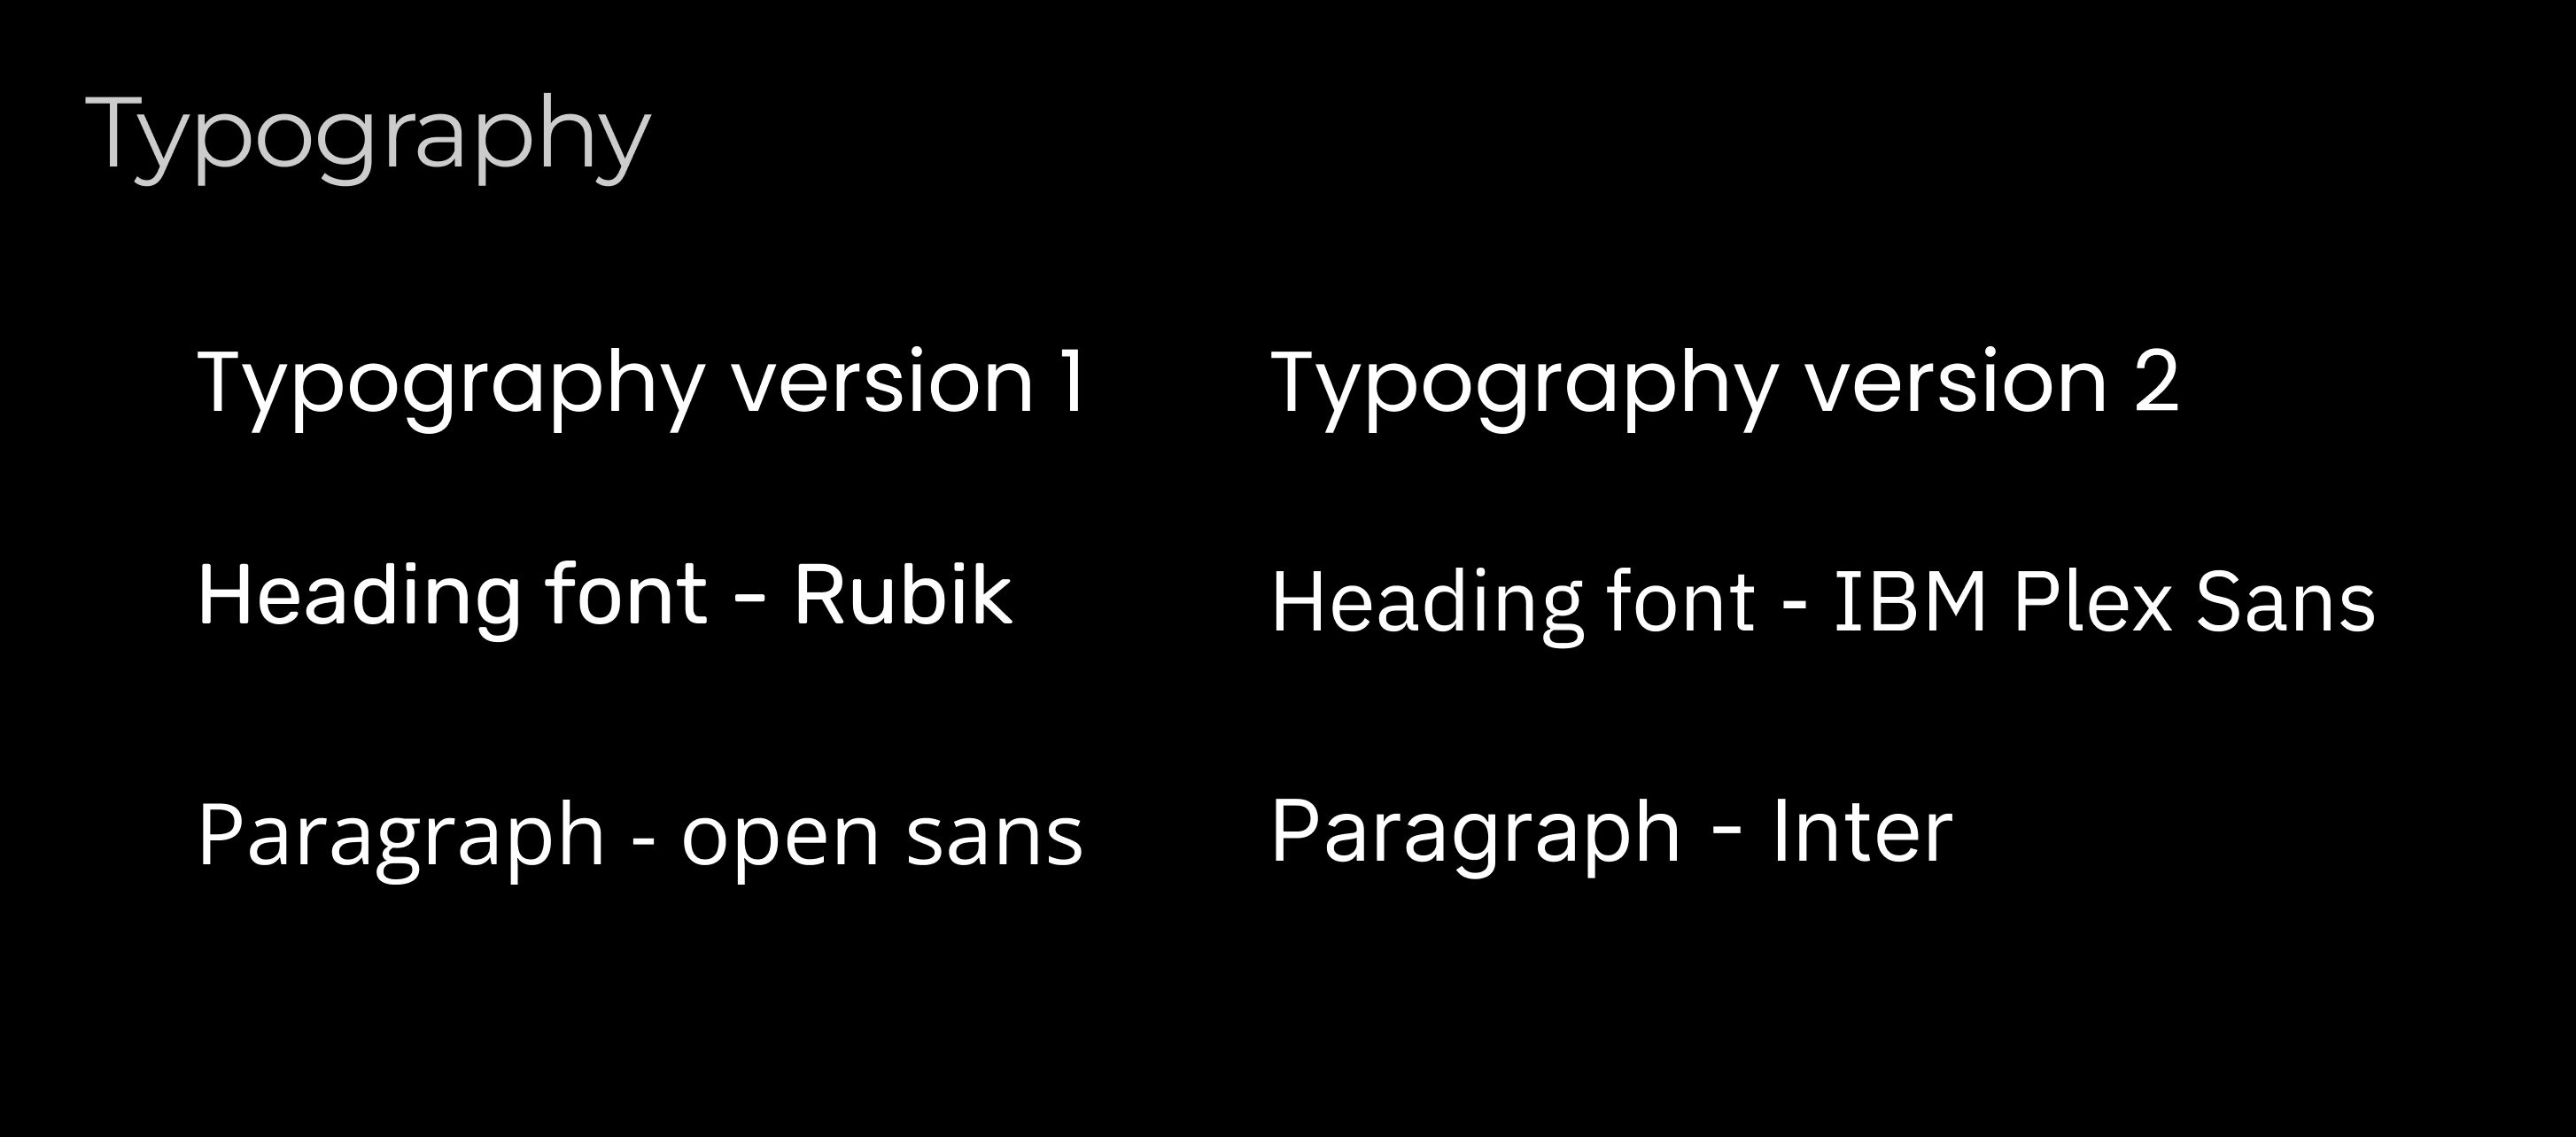 Typography
Typography version 1
Heading font - Rubik
Paragraph - open sans
Typography version 2
Heading font - IBM Plex Sans
Paragraph - Inter